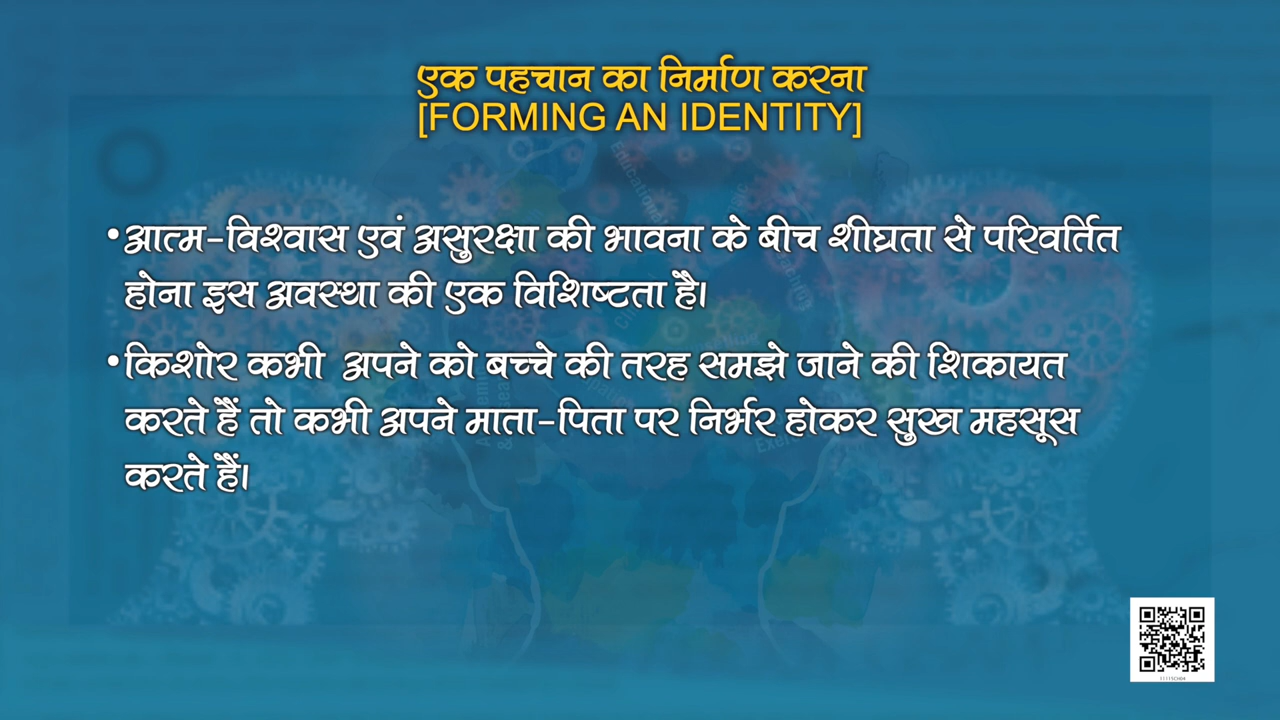 एक पहचान का निर्माण करना
[FORMING AN IDENTITY]
•आत्म-विश्वास एवं असुरक्षा की भावना के बीच शीघ्रता से परिवर्तित
होना इस अवस्था की एक विशिष्टता है।
•किशोर कभी अपने को बच्चे की तरह समझे जाने की शिकायत
करते हैं तो कभी अपने माता-पिता पर निर्भर होकर सुख महसूस
करते हैं।